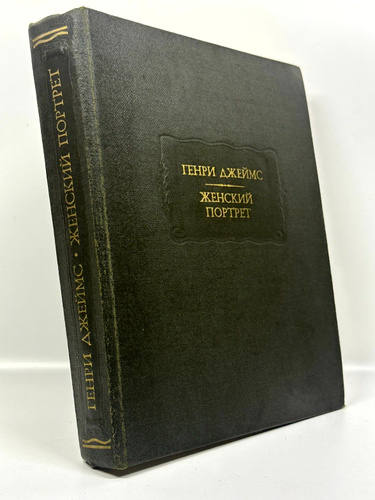 ГЕНРИ ДЖЕЙМС
ЖЕНСКИЙ
ПОРТРЕТ
ГЕНРИ ДЖЕЙМС • ЖЕНСКИЙ ПОРТРЕТ